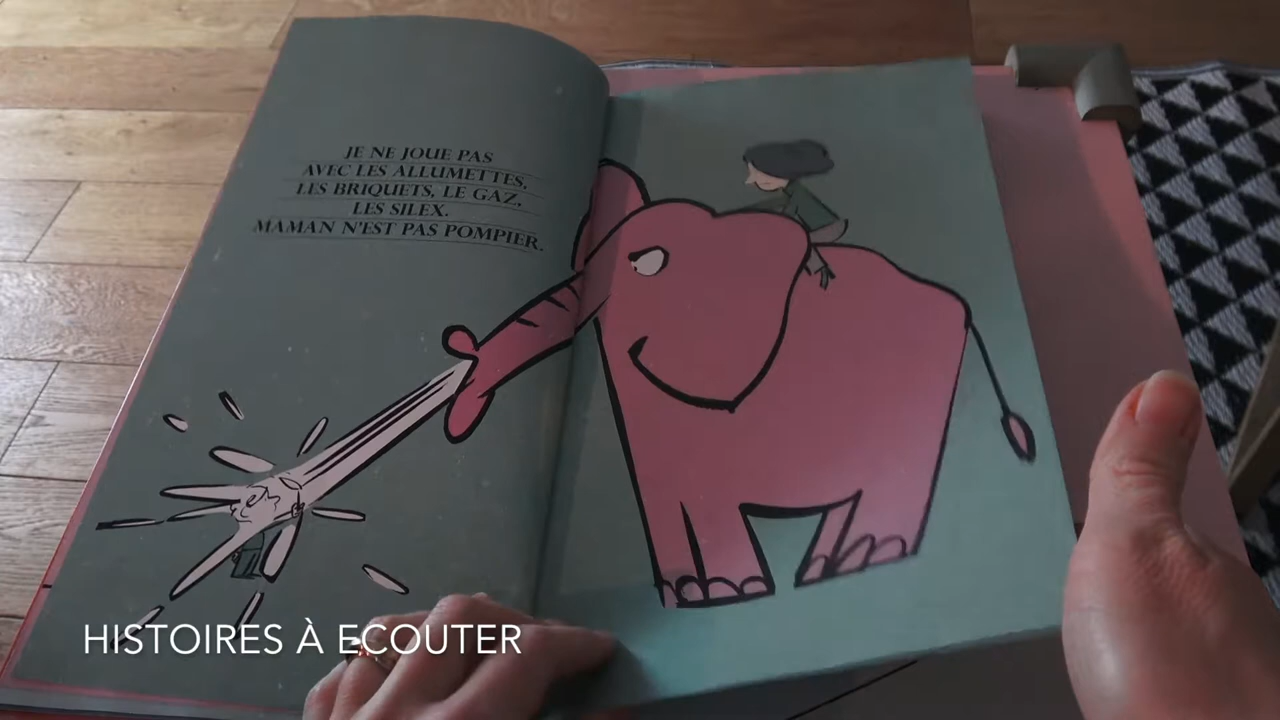 JE NE JOUE PAS
AVEC LES ALLUMETTES,
LES BRIQUETS, LE GAZ,
LES SILEX.
MAMAN N'EST PAS POMPIER.
HISTOIRES À ECOUTER